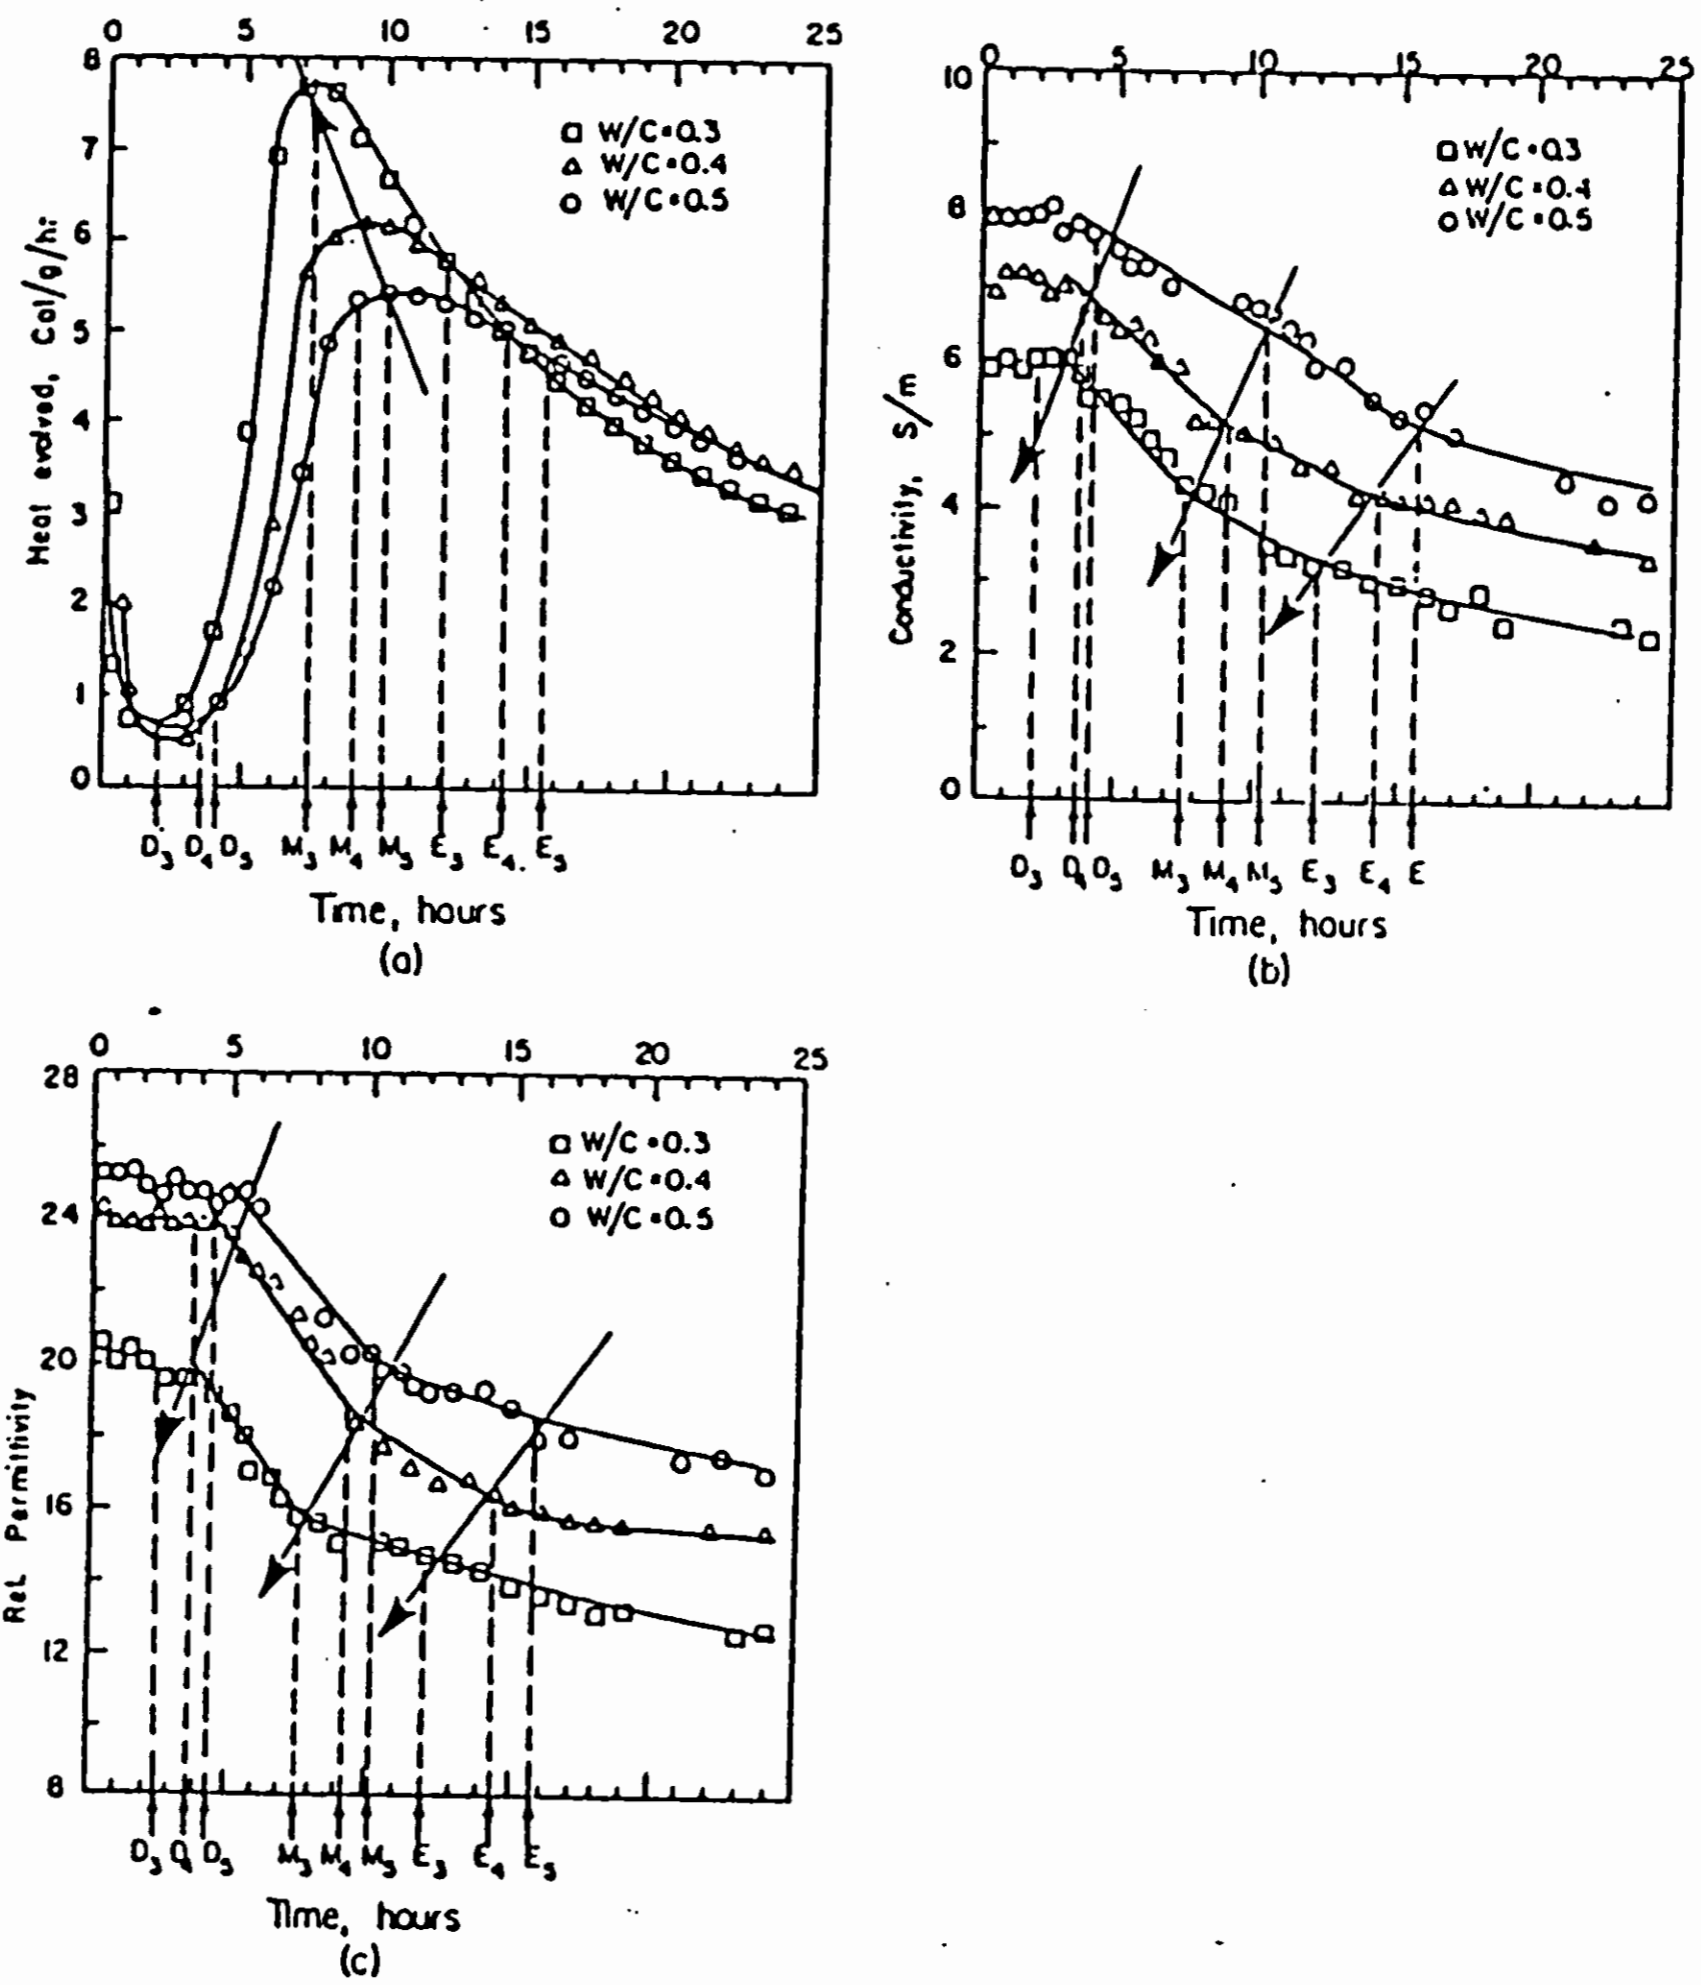 0 5 10 15 20 25
8
7
6
5
4
3
2
1
0
Heat evolved, Cal/g/hr
□ W/C=0.3
△ W/C=0.4
○ W/C=0.5
D3 D4 D5 M3 M4 M5 E3 E4 E5
Time, hours
(a)
0 5 10 15 20 25
10
8
6
4
2
0
Conductivity, S/m
□ W/C=0.3
△ W/C=0.4
○ W/C=0.5
D3 D4 D5 M3 M4 M5 E3 E4 E
Time, hours
(b)
0 5 10 15 20 25
28
24
20
16
12
8
Rel. Permittivity
□ W/C=0.3
△ W/C=0.4
○ W/C=0.5
D3 D4 D5 M3 M4 M5 E3 E4 E5
Time, hours
(c)